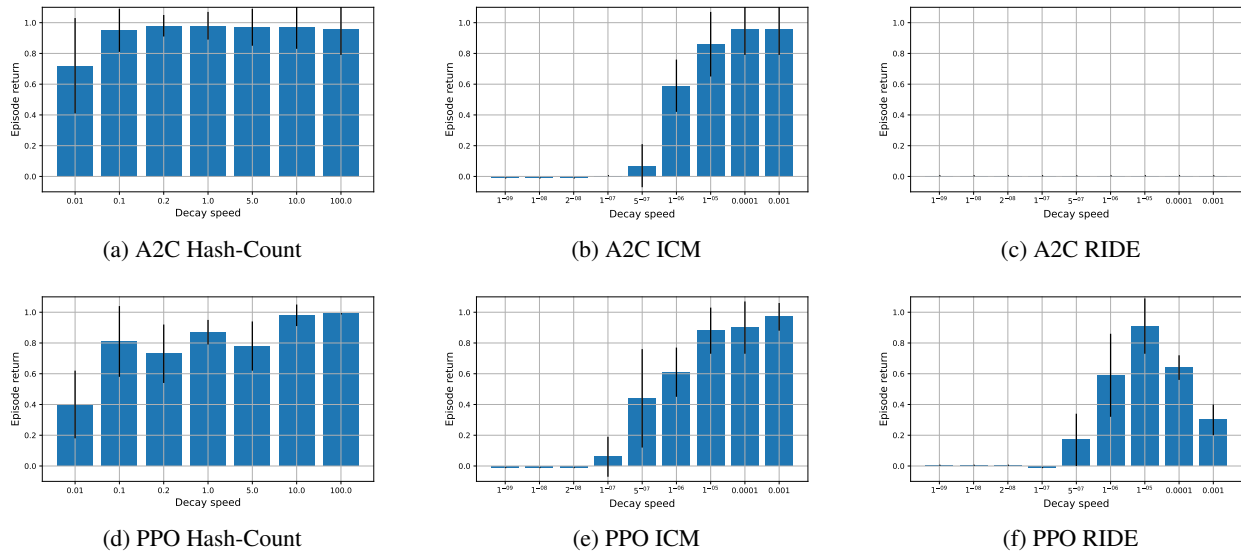 1.0
0.8
0.6
0.4
0.2
0.0
Episode return
0.01 0.1 0.2 1.0 5.0 10.0 100.0
Decay speed
(a) A2C Hash-Count
1.0
0.8
0.6
0.4
0.2
0.0
Episode return
1⁻⁰⁹ 1⁻⁰⁸ 2⁻⁰⁸ 1⁻⁰⁷ 5⁻⁰⁷ 1⁻⁰⁶ 1⁻⁰⁵ 0.0001 0.001
Decay speed
(b) A2C ICM
1.0
0.8
0.6
0.4
0.2
0.0
Episode return
1⁻⁰⁹ 1⁻⁰⁸ 2⁻⁰⁸ 1⁻⁰⁷ 5⁻⁰⁷ 1⁻⁰⁶ 1⁻⁰⁵ 0.0001 0.001
Decay speed
(c) A2C RIDE
1.0
0.8
0.6
0.4
0.2
0.0
Episode return
0.01 0.1 0.2 1.0 5.0 10.0 100.0
Decay speed
(d) PPO Hash-Count
1.0
0.8
0.6
0.4
0.2
0.0
Episode return
1⁻⁰⁹ 1⁻⁰⁸ 2⁻⁰⁸ 1⁻⁰⁷ 5⁻⁰⁷ 1⁻⁰⁶ 1⁻⁰⁵ 0.0001 0.001
Decay speed
(e) PPO ICM
1.0
0.8
0.6
0.4
0.2
0.0
Episode return
1⁻⁰⁹ 1⁻⁰⁸ 2⁻⁰⁸ 1⁻⁰⁷ 5⁻⁰⁷ 1⁻⁰⁶ 1⁻⁰⁵ 0.0001 0.001
Decay speed
(f) PPO RIDE